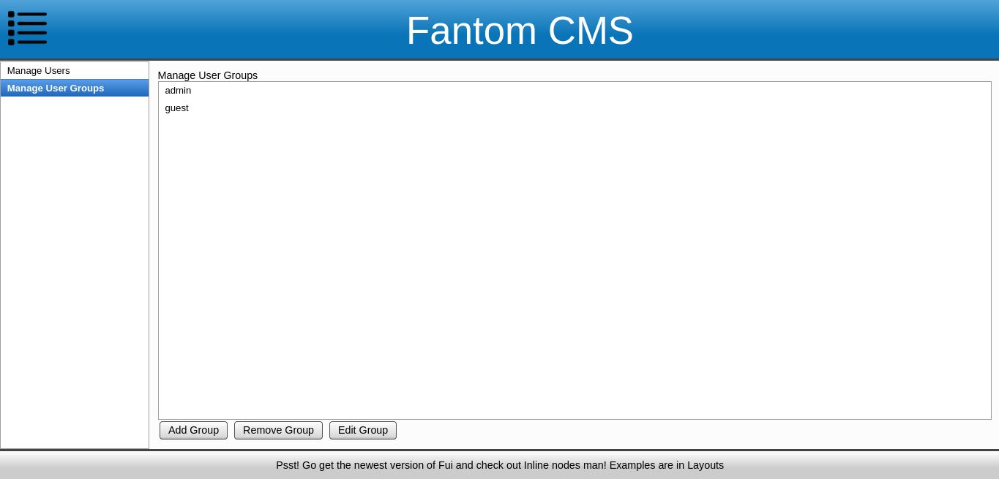 Fantom CMS
Manage Users
Manage User Groups
Manage User Groups
admin
guest
Add Group
Remove Group
Edit Group
Psst! Go get the newest version of Fui and check out Inline nodes man! Examples are in Layouts